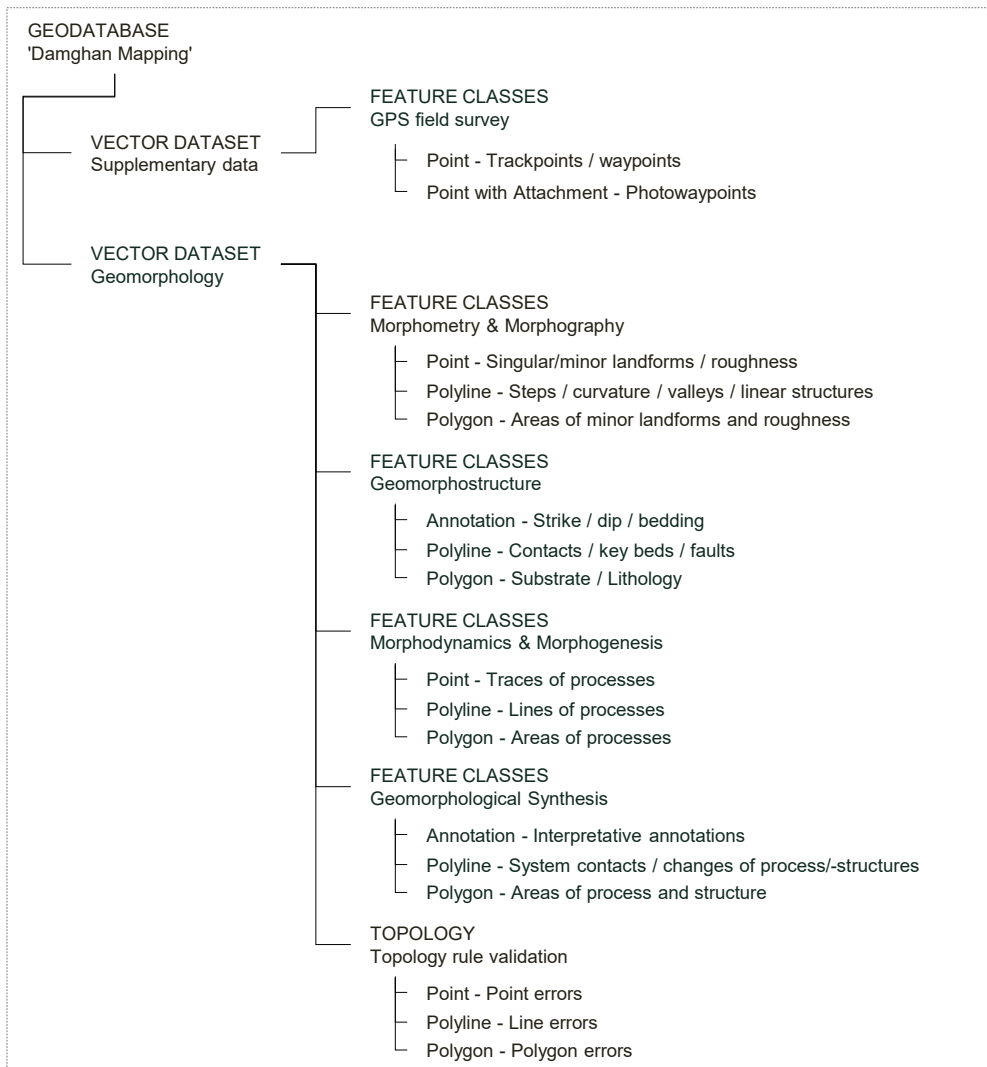 GEODATABASE
'Damghan Mapping'
FEATURE CLASSES
GPS field survey
VECTOR DATASET
Supplementary data
Point - Trackpoints / waypoints
Point with Attachment - Photowaypoints
VECTOR DATASET
Geomorphology
FEATURE CLASSES
Morphometry & Morphography
Point - Singular/minor landforms / roughness
Polyline - Steps / curvature / valleys / linear structures
Polygon - Areas of minor landforms and roughness
FEATURE CLASSES
Geomorphostructure
Annotation - Strike / dip / bedding
Polyline - Contacts / key beds / faults
Polygon - Substrate / Lithology
FEATURE CLASSES
Morphodynamics & Morphogenesis
Point - Traces of processes
Polyline - Lines of processes
Polygon - Areas of processes
FEATURE CLASSES
Geomorphological Synthesis
Annotation - Interpretative annotations
Polyline - System contacts / changes of process/-structures
Polygon - Areas of process and structure
TOPOLOGY
Topology rule validation
Point - Point errors
Polyline - Line errors
Polygon - Polygon errors